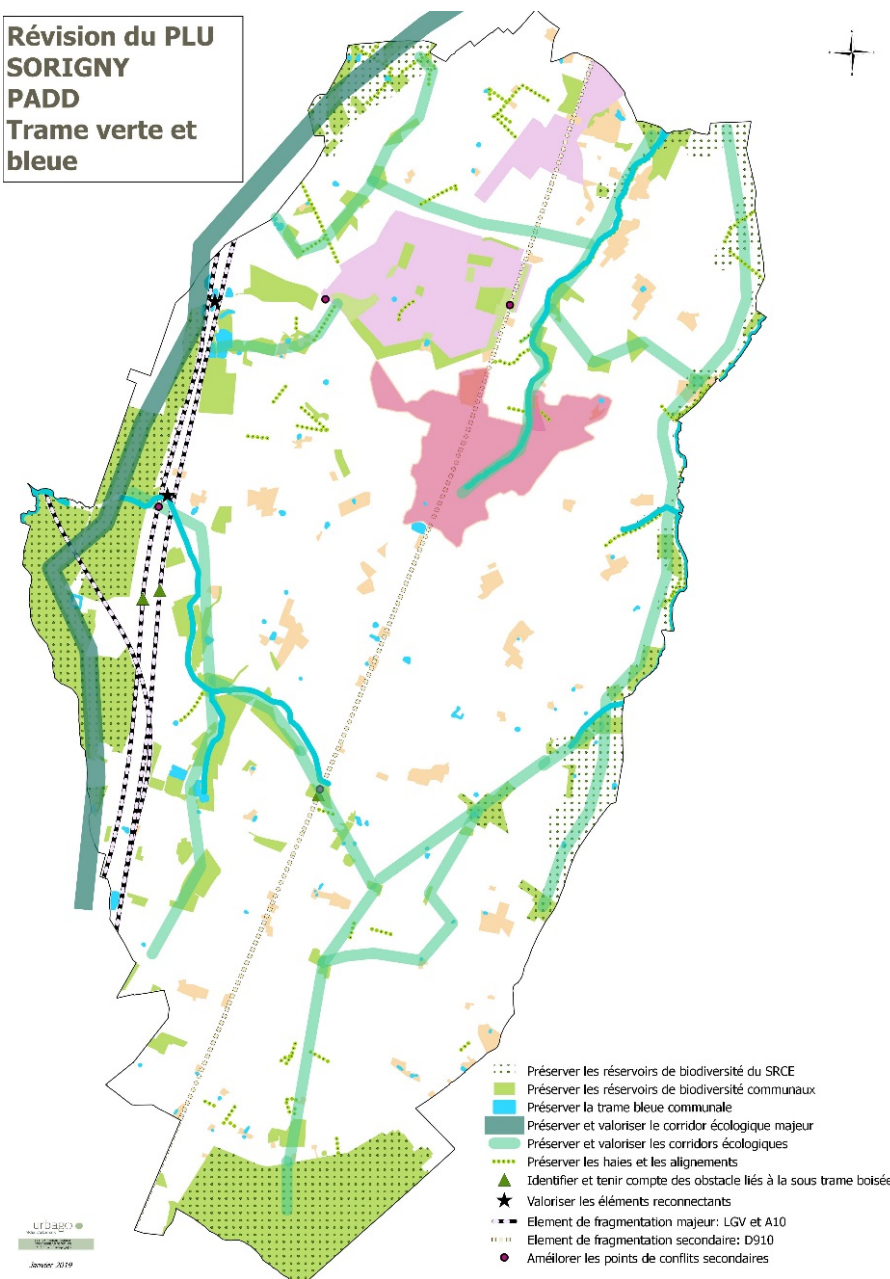 Révision du PLU
SORIGNY
PADD
Trame verte et
bleue
Préserver les réservoirs de biodiversité du SRCE
Préserver les réservoirs de biodiversité communaux
Préserver la trame bleue communale
Préserver et valoriser le corridor écologique majeur
Préserver et valoriser les corridors écologiques
Préserver les haies et les alignements
Identifier et tenir compte des obstacle liés à la sous trame boisée
Valoriser les éléments reconnectants
Element de fragmentation majeur: LGV et A10
Element de fragmentation secondaire: D910
Améliorer les points de conflits secondaires
urbago
Janvier 2019